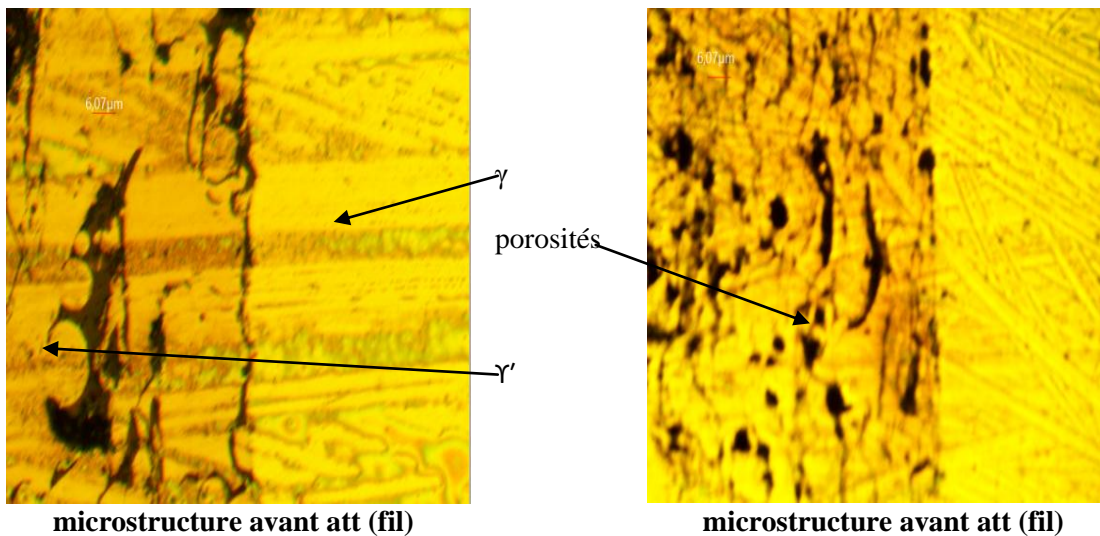 6,07µm
6,07µm
γ
porosités
ϒ’
microstructure avant att (fil)
microstructure avant att (fil)